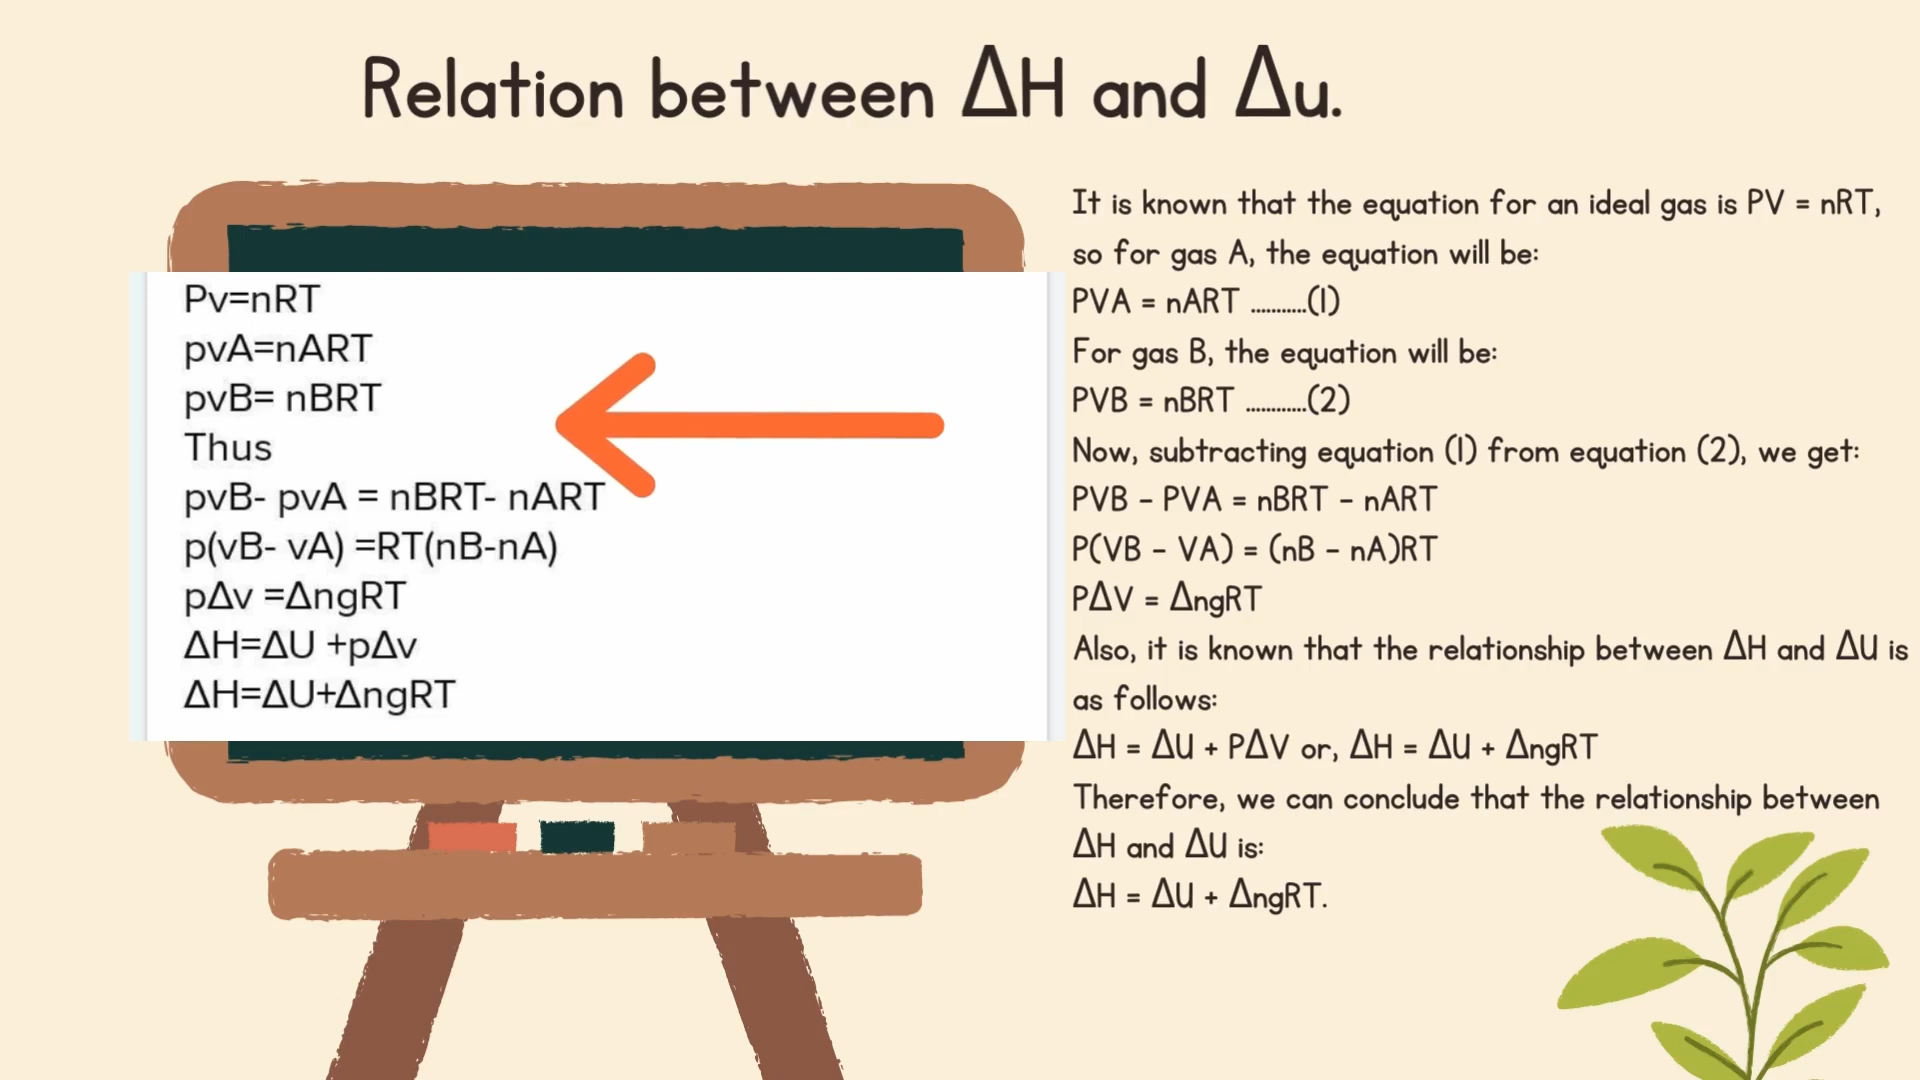 Relation between ΔH and Δu.
Pv=nRT
pvA=nART
pvB= nBRT
Thus
pvB- pvA = nBRT- nART
p(vB- vA) =RT(nB-nA)
pΔv =ΔngRT
ΔH=ΔU +pΔv
ΔH=ΔU+ΔngRT
It is known that the equation for an ideal gas is PV = nRT,
so for gas A, the equation will be:
PVA = nART ...........(1)
For gas B, the equation will be:
PVB = nBRT ............(2)
Now, subtracting equation (1) from equation (2), we get:
PVB - PVA = nBRT - nART
P(VB - VA) = (nB - nA)RT
PΔV = ΔngRT
Also, it is known that the relationship between ΔH and ΔU is
as follows:
ΔH = ΔU + PΔV or, ΔH = ΔU + ΔngRT
Therefore, we can conclude that the relationship between
ΔH and ΔU is:
ΔH = ΔU + ΔngRT.